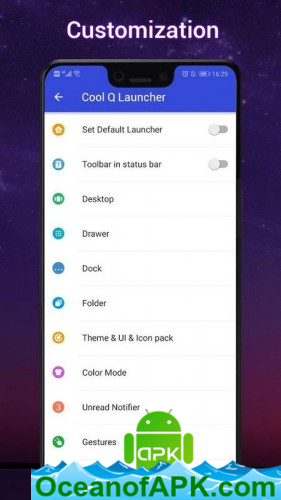 Customization
16:29
Cool Q Launcher
Set Default Launcher
Toolbar in status bar
Desktop
Drawer
Dock
Folder
Theme & UI & Icon pack
Color Mode
3
Unread Notifier
Gestures
APK
OceanofAPK.com